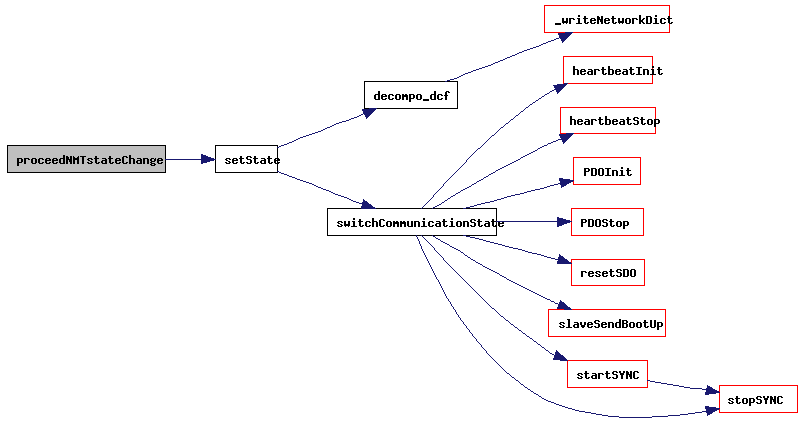 _writeNetworkDict
heartbeatInit
decompo_dcf
heartbeatStop
proceedNMTstateChange
setState
PDOInit
switchCommunicationState
PDOStop
resetSDO
slaveSendBootUp
startSYNC
stopSYNC